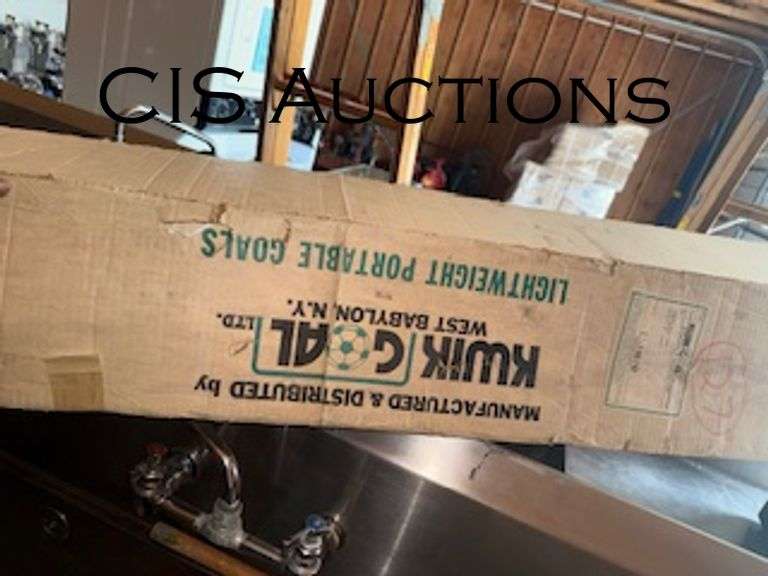 CIS Auctions
MANUFACTURED & DISTRIBUTED by
KWIK GOAL LTD.
WEST BABYLON, N.Y.
LIGHTWEIGHT PORTABLE GOALS